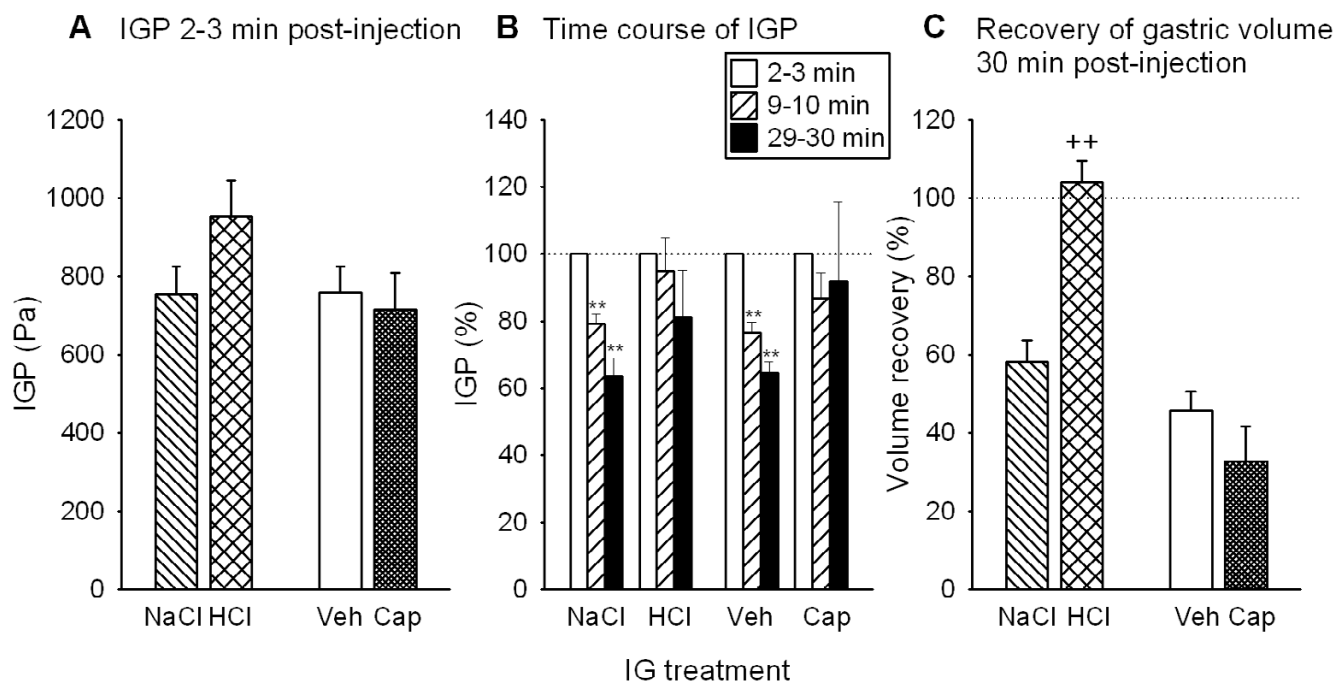 A IGP 2-3 min post-injection
IGP (Pa)
1200
1000
800
600
400
200
0
NaCl HCl Veh Cap
B Time course of IGP
2-3 min
9-10 min
29-30 min
IGP (%)
140
120
100
80
60
40
20
0
**
**
**
**
NaCl HCl Veh Cap
IG treatment
C Recovery of gastric volume
30 min post-injection
Volume recovery (%)
120
100
80
60
40
20
0
++
NaCl HCl Veh Cap